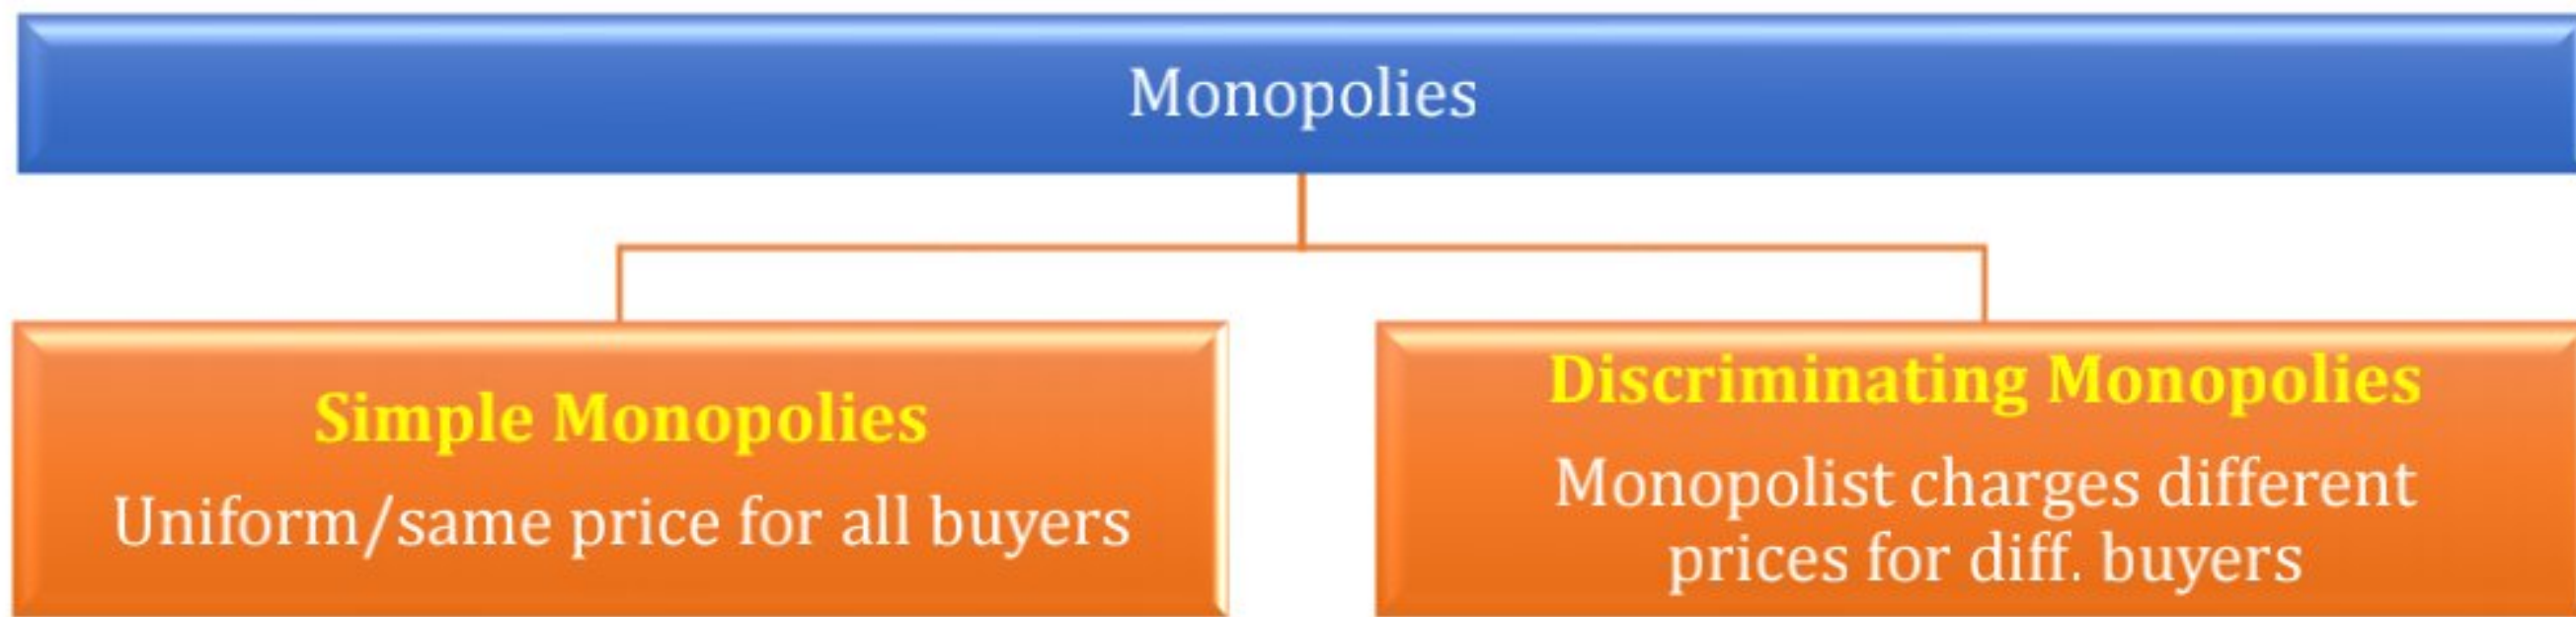 Monopolies
Simple Monopolies
Uniform/same price for all buyers
Discriminating Monopolies
Monopolist charges different
prices for diff. buyers